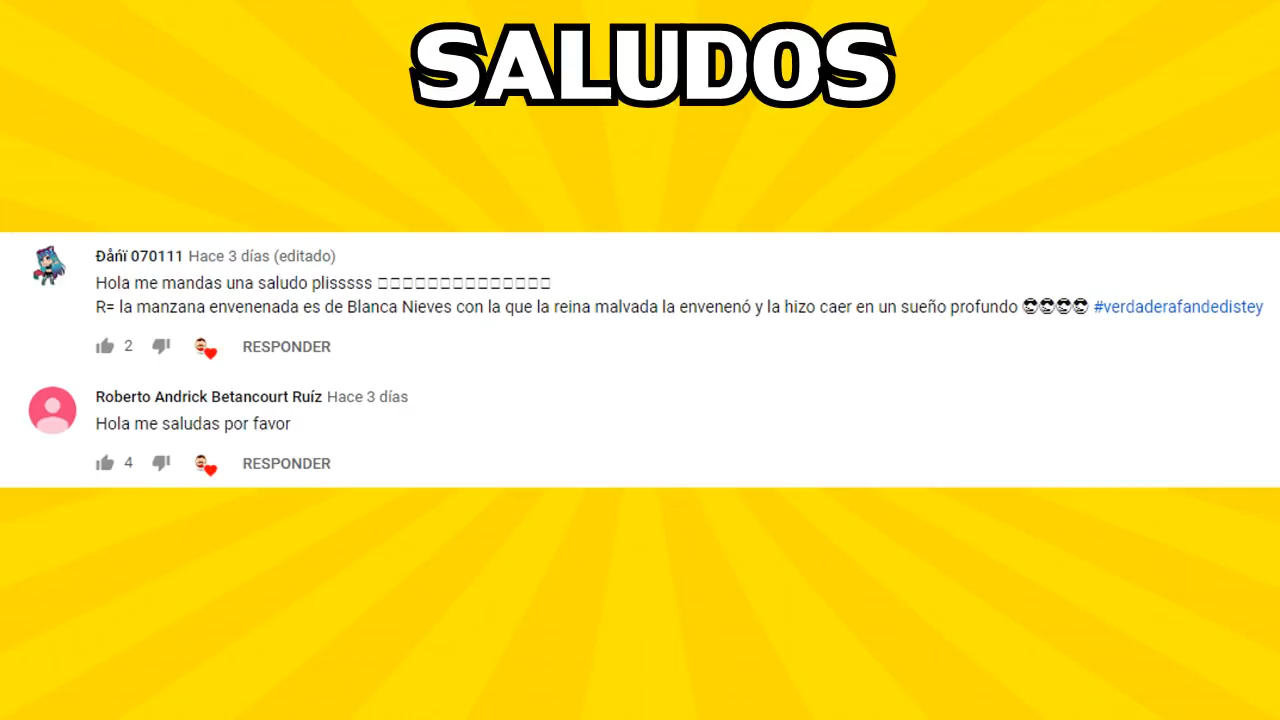 SALUDOS
Đåńï 070111 Hace 3 días (editado)
Hola me mandas una saludo plisssss
R= la manzana envenenada es de Blanca Nieves con la que la reina malvada la envenenó y la hizo caer en un sueño profundo 😎😎😎😎 #verdaderafandedistey
2 RESPONDER
Roberto Andrick Betancourt Ruíz Hace 3 días
Hola me saludas por favor
4 RESPONDER